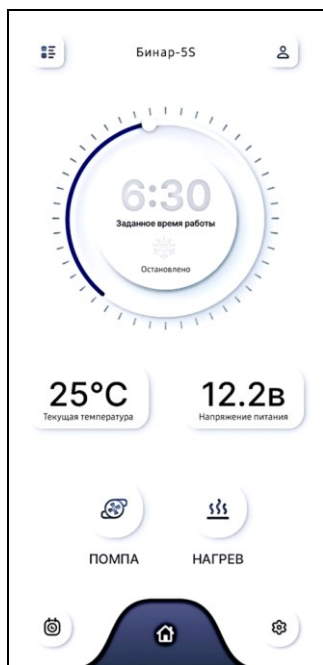 Бинар-5S
6:30
Заданное время работы
Остановлено
25°C
Текущая температура
12.2в
Напряжение питания
ПОМПА
НАГРЕВ